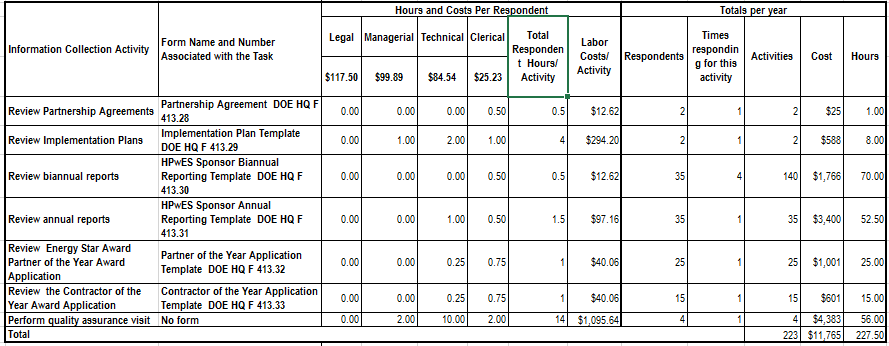 Hours and Costs Per Respondent Totals per year
Information Collection Activity Form Name and Number Associated with the Task Legal Managerial Technical Clerical Total Responden t Hours/ Activity Labor Costs/ Activity Respondents Times respondin g for this activity Activities Cost Hours
$117.50 $99.89 $84.54 $25.23
Review Partnership Agreements Partnership Agreement DOE HQ F 413.28 0.00 0.00 0.00 0.50 0.5 $12.62 2 1 2 $25 1.00
Review Implementation Plans Implementation Plan Template DOE HQ F 413.29 0.00 1.00 2.00 1.00 4 $294.20 2 1 2 $588 8.00
Review biannual reports HPwES Sponsor Biannual Reporting Template DOE HQ F 413.30 0.00 0.00 0.00 0.50 0.5 $12.62 35 4 140 $1,766 70.00
Review annual reports HPwES Sponsor Annual Reporting Template DOE HQ F 413.31 0.00 0.00 1.00 0.50 1.5 $97.16 35 1 35 $3,400 52.50
Review Energy Star Award Partner of the Year Award Application Partner of the Year Application Template DOE HQ F 413.32 0.00 0.00 0.25 0.75 1 $40.06 25 1 25 $1,001 25.00
Review the Contractor of the Year Award Application Contractor of the Year Application Template DOE HQ F 413.33 0.00 0.00 0.25 0.75 1 $40.06 15 1 15 $601 15.00
Perform quality assurance visit No form 0.00 2.00 10.00 2.00 14 $1,095.64 4 1 4 $4,383 56.00
Total 223 $11,765 227.50